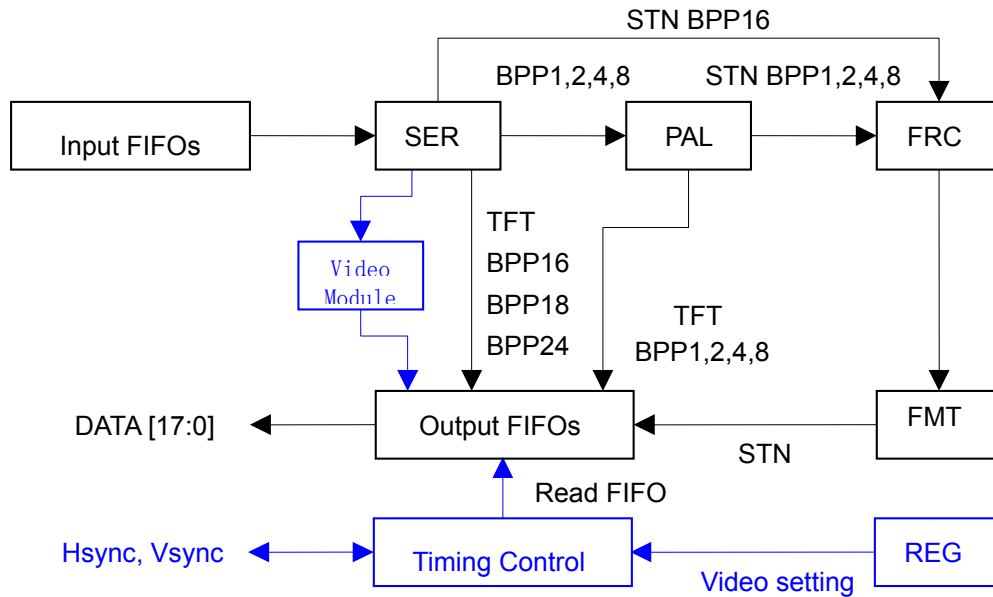 STN BPP16
BPP1,2,4,8
STN BPP1,2,4,8
Input FIFOs
SER
PAL
FRC
TFT
BPP16
BPP18
BPP24
Video
Module
TFT
BPP1,2,4,8
DATA [17:0]
Output FIFOs
FMT
STN
Read FIFO
Hsync, Vsync
Timing Control
REG
Video setting